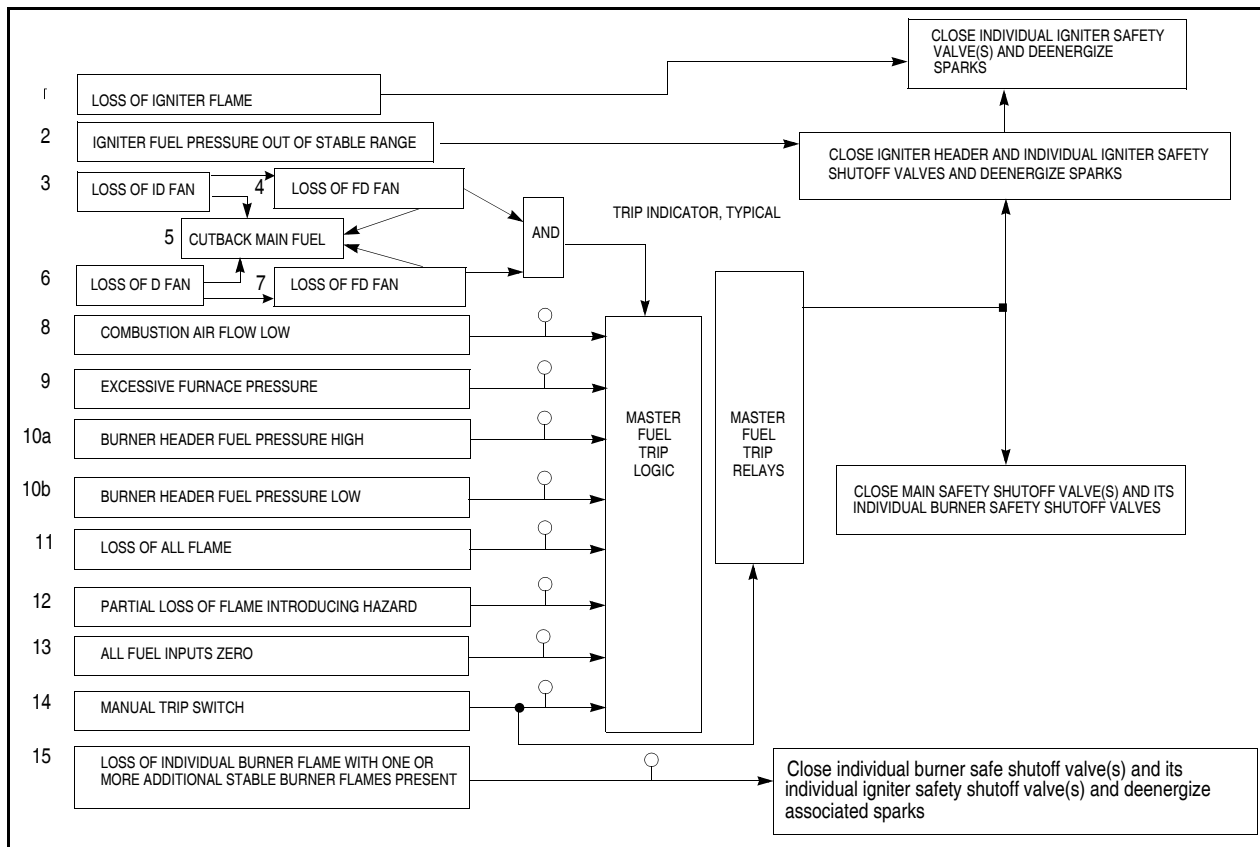 CLOSE INDIVIDUAL IGNITER SAFETY
VALVE(S) AND DEENERGIZE
SPARKS
LOSS OF IGNITER FLAME
2
IGNITER FUEL PRESSURE OUT OF STABLE RANGE
CLOSE IGNITER HEADER AND INDIVIDUAL IGNITER SAFETY
SHUTOFF VALVES AND DEENERGIZE SPARKS
3
LOSS OF ID FAN
4
LOSS OF FD FAN
TRIP INDICATOR, TYPICAL
AND
5
CUTBACK MAIN FUEL
6
LOSS OF D FAN
7
LOSS OF FD FAN
8
COMBUSTION AIR FLOW LOW
9
EXCESSIVE FURNACE PRESSURE
10a
BURNER HEADER FUEL PRESSURE HIGH
MASTER
FUEL
TRIP
LOGIC
MASTER
FUEL
TRIP
RELAYS
10b
BURNER HEADER FUEL PRESSURE LOW
CLOSE MAIN SAFETY SHUTOFF VALVE(S) AND ITS
INDIVIDUAL BURNER SAFETY SHUTOFF VALVES
11
LOSS OF ALL FLAME
12
PARTIAL LOSS OF FLAME INTRODUCING HAZARD
13
ALL FUEL INPUTS ZERO
14
MANUAL TRIP SWITCH
15
LOSS OF INDIVIDUAL BURNER FLAME WITH ONE OR
MORE ADDITIONAL STABLE BURNER FLAMES PRESENT
Close individual burner safe shutoff valve(s) and its
individual igniter safety shutoff valve(s) and deenergize
associated sparks